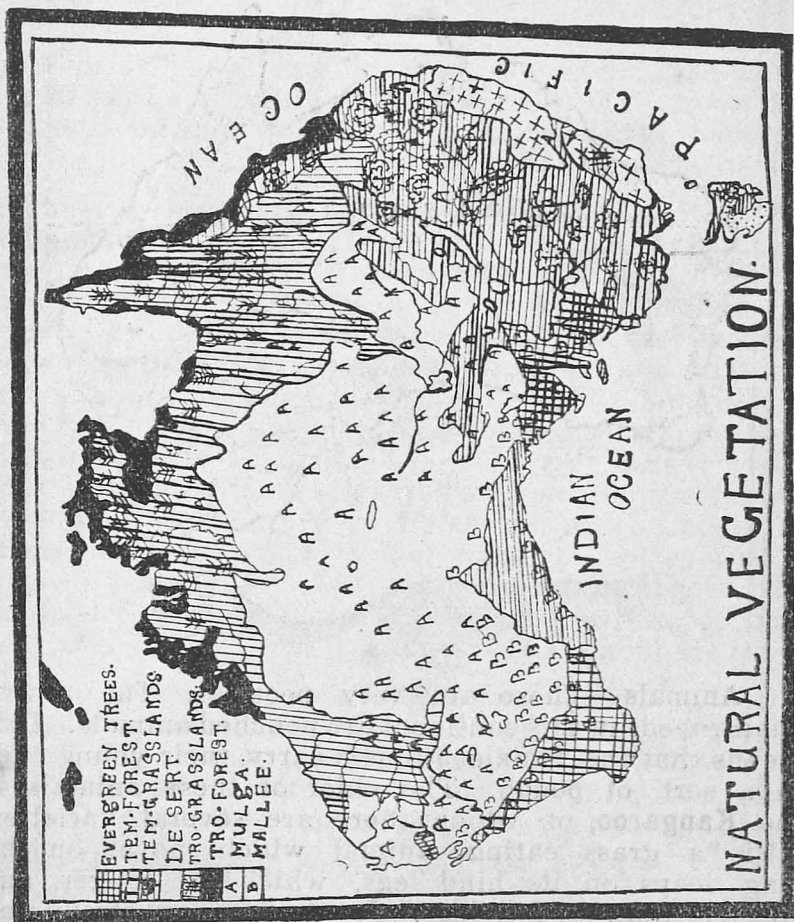 OCEAN
PACIFIC
INDIAN
OCEAN
EVERGREEN TREES.
TEM.FOREST.
TEM.GRASSLANDS
DESERT.
TRO.GRASSLANDS
TRO. FOREST.
A MULGA.
B MALLEE.
NATURAL VEGETATION.